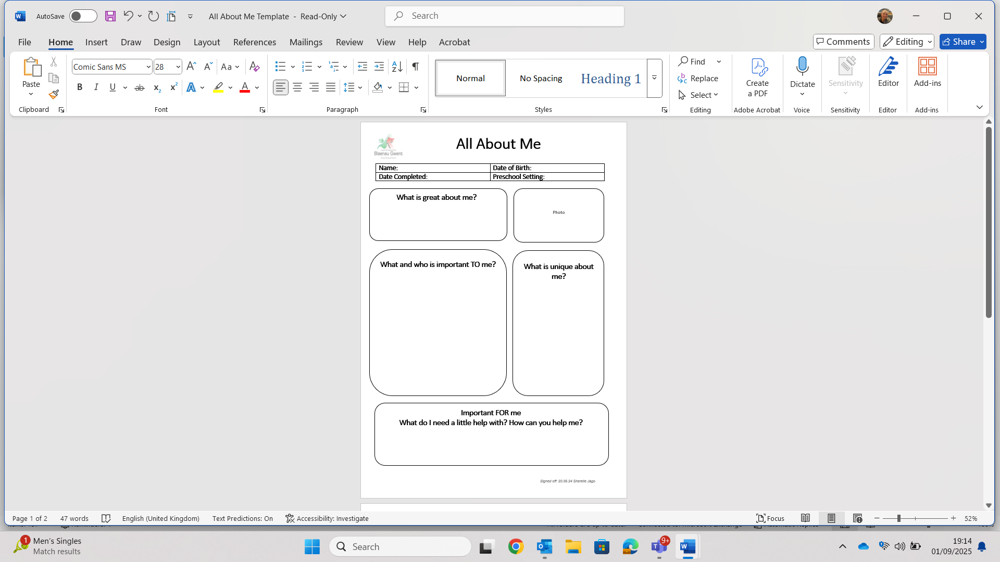 AutoSave
All About Me Template - Read-Only
Search
File Home Insert Draw Design Layout References Mailings Review View Help Acrobat
Comments Editing Share
Paste
Clipboard
Comic Sans MS 28
Aa
B I U ab x₂ x² A A
Font
Paragraph
Normal No Spacing Heading 1
Styles
Find
Replace
Select
Editing
Create
a PDF
Adobe Acrobat
Dictate
Voice
Sensitivity
Sensitivity
Editor
Editor
Add-ins
Add-ins
Blaenau Gwent
All About Me
Name: Date of Birth:
Date Completed: Preschool Setting:
What is great about me?
Photo
What and who is important TO me?
What is unique about
me?
Important FOR me
What do I need a little help with? How can you help me?
Signed off: 20.09.24 Sherelle Jago
Page 1 of 2 47 words English (United Kingdom) Text Predictions: On Accessibility: Investigate Focus 52%
1
Men's Singles
Match results
Search
9+
19:14
01/09/2025